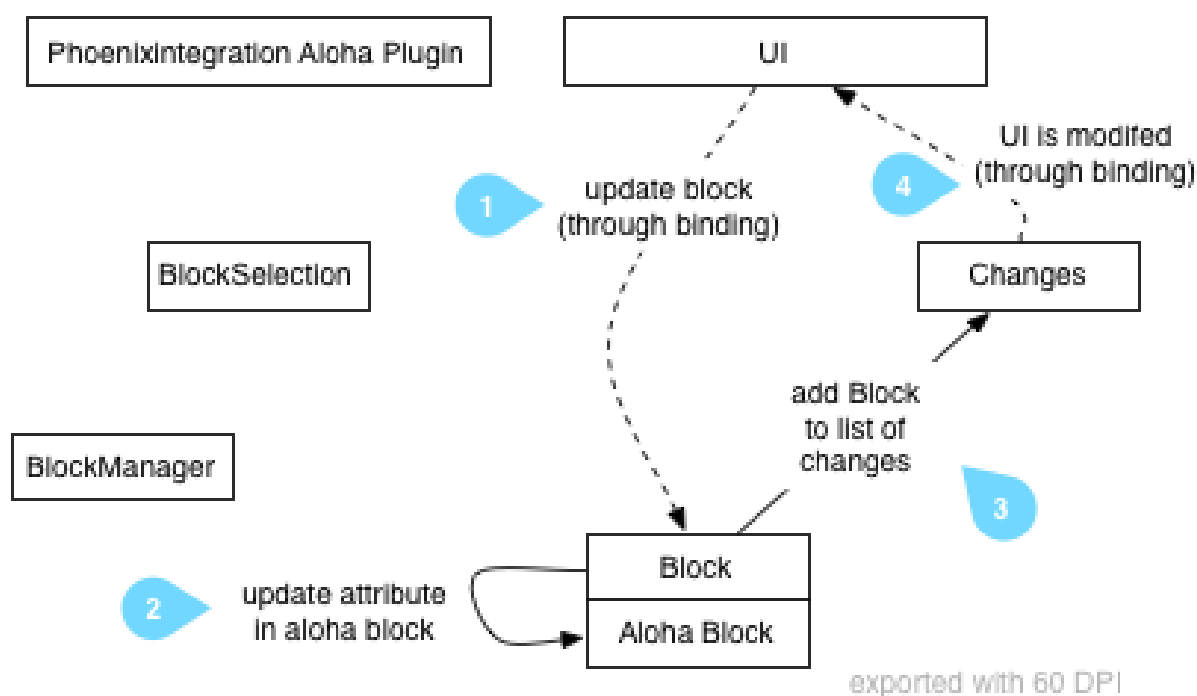 Phoenixintegration Aloha Plugin
UI
UI is modifed
(through binding)
4
1
update block
(through binding)
BlockSelection
Changes
add Block
to list of
changes
BlockManager
3
Block
2
update attribute
in aloha block
Aloha Block
exported with 60 DPI